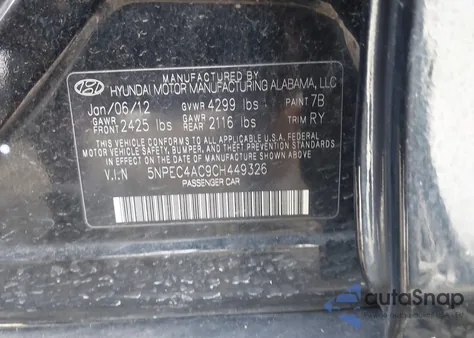 MANUFACTURED BY
HYUNDAI MOTOR MANUFACTURING ALABAMA, LLC
Jan/06/12 GVWR 4299 lbs PAINT 7B
GAWR FRONT 2425 lbs GAWR REAR 2116 lbs TRIM RY
THIS VEHICLE CONFORMS TO ALL APPLICABLE U.S. FEDERAL
MOTOR VEHICLE SAFETY, BUMPER, AND THEFT PREVENTION STANDARDS
IN EFFECT ON THE DATE OF MANUFACTURE SHOWN ABOVE.
V.I.N 5NPEC4AC9CH449326
PASSENGER CAR
autoSnap